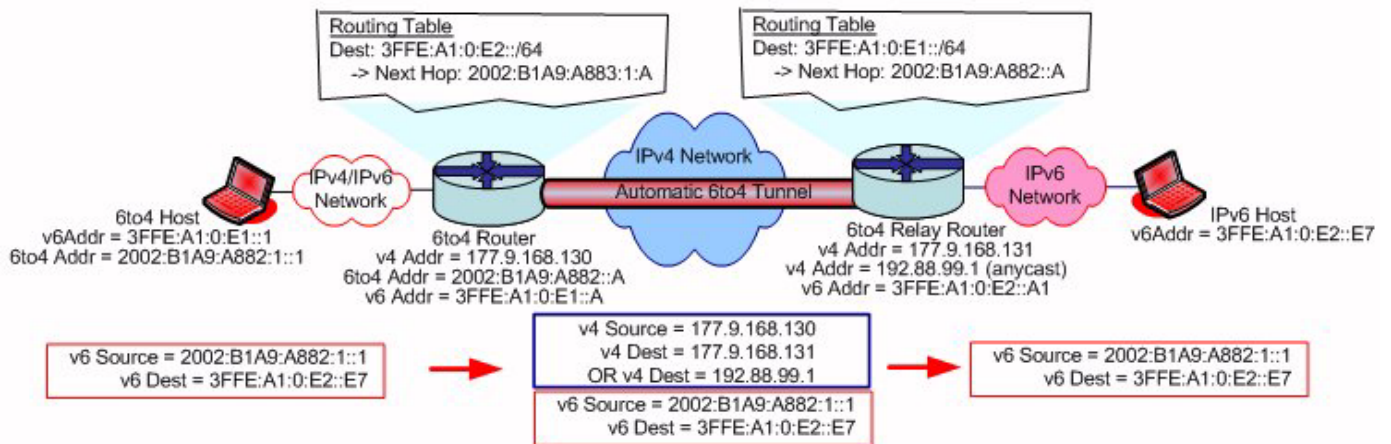 Routing Table
Dest: 3FFE:A1:0:E2::/64
-> Next Hop: 2002:B1A9:A883:1:A
Routing Table
Dest: 3FFE:A1:0:E1::/64
-> Next Hop: 2002:B1A9:A882::A
IPv4/IPv6
Network
IPv4 Network
Automatic 6to4 Tunnel
IPv6
Network
6to4 Host
v6Addr = 3FFE:A1:0:E1::1
6to4 Addr = 2002:B1A9:A882:1::1
6to4 Router
v4 Addr = 177.9.168.130
6to4 Addr = 2002:B1A9:A882::A
v6 Addr = 3FFE:A1:0:E1::A
6to4 Relay Router
v4 Addr = 177.9.168.131
v4 Addr = 192.88.99.1 (anycast)
v6 Addr = 3FFE:A1:0:E2::A1
IPv6 Host
v6Addr = 3FFE:A1:0:E2::E7
v6 Source = 2002:B1A9:A882:1::1
v6 Dest = 3FFE:A1:0:E2::E7
v4 Source = 177.9.168.130
v4 Dest = 177.9.168.131
OR v4 Dest = 192.88.99.1
v6 Source = 2002:B1A9:A882:1::1
v6 Dest = 3FFE:A1:0:E2::E7
v6 Source = 2002:B1A9:A882:1::1
v6 Dest = 3FFE:A1:0:E2::E7